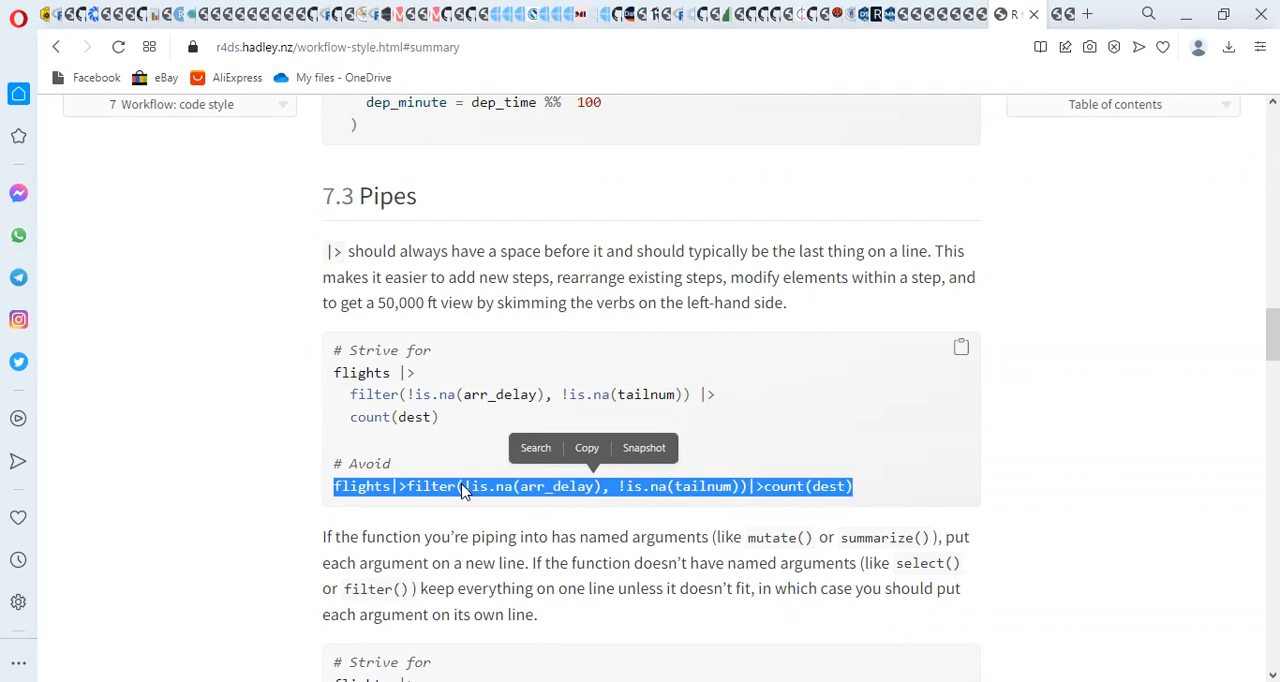 r4ds.hadley.nz/workflow-style.html#summary
Facebook eBay AliExpress My files - OneDrive
7 Workflow: code style
Table of contents
dep_minute = dep_time %% 100
)
7.3 Pipes
|> should always have a space before it and should typically be the last thing on a line. This
makes it easier to add new steps, rearrange existing steps, modify elements within a step, and
to get a 50,000 ft view by skimming the verbs on the left-hand side.
# Strive for
flights |>
filter(!is.na(arr_delay), !is.na(tailnum)) |>
count(dest)
Search Copy Snapshot
# Avoid
flights|>filter(!is.na(arr_delay), !is.na(tailnum))|>count(dest)
If the function you’re piping into has named arguments (like mutate() or summarize()), put
each argument on a new line. If the function doesn’t have named arguments (like select()
or filter()) keep everything on one line unless it doesn’t fit, in which case you should put
each argument on its own line.
# Strive for